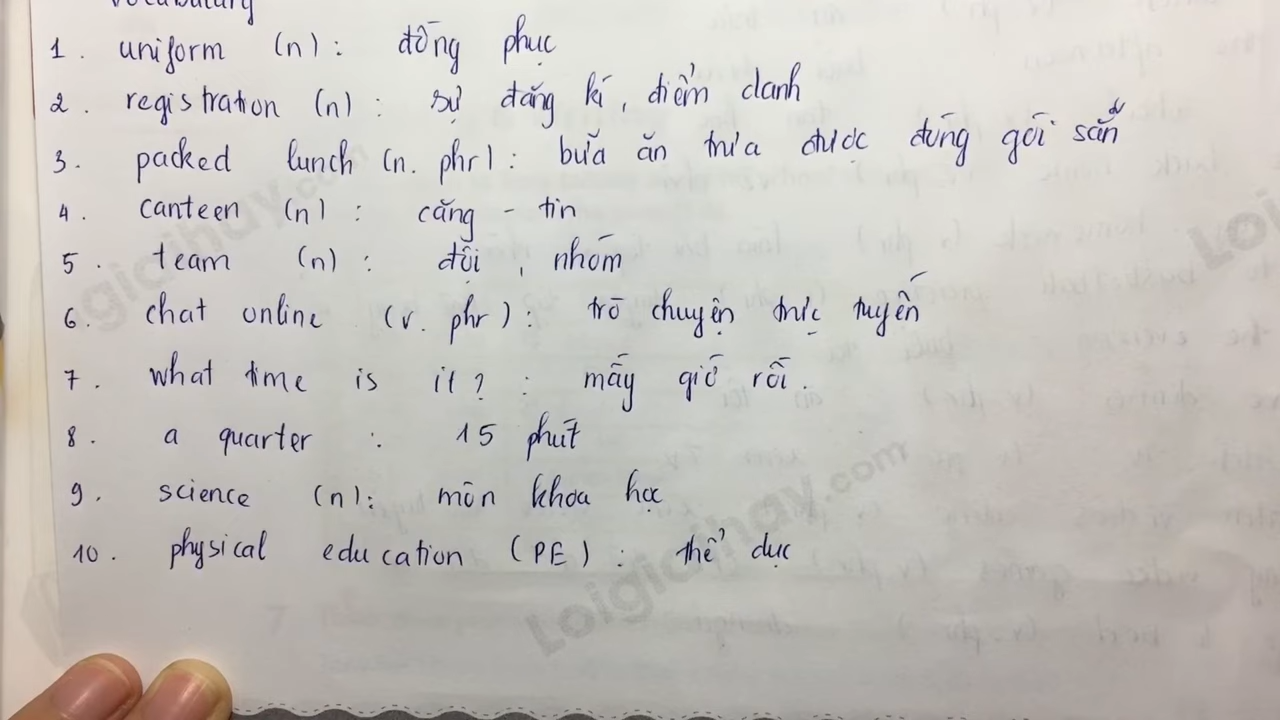 Vocabulary
1. uniform (n): đồng phục
2. registration (n): sự đăng kí, điểm danh
3. packed lunch (n. phr): bữa ăn trưa được đóng gói sẵn
4. canteen (n): căng-tin
5. team (n): đội, nhóm
6. chat online (v. phr): trò chuyện trực tuyến
7. what time is it?: mấy giờ rồi.
8. a quarter: 15 phút
9. science (n): môn khoa học
10. physical education (PE): thể dục
Loigiaihay.com